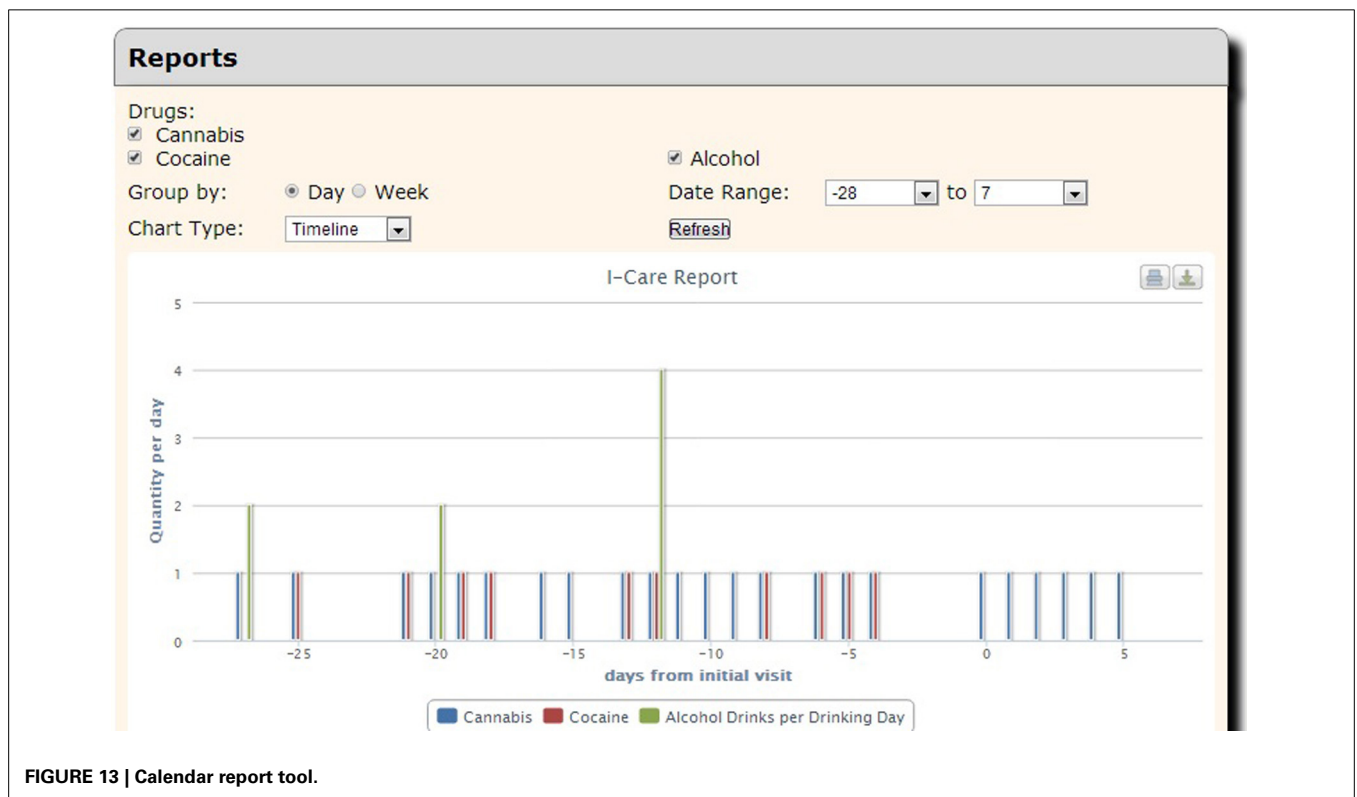 Reports
Drugs:
Cannabis
Cocaine Alcohol
Group by: Day Week Date Range: -28 to 7
Chart Type: Timeline Refresh
I-Care Report
5
4
3
2
1
0
Quantity per day
-25 -20 -15 -10 -5 0 5
days from initial visit
Cannabis Cocaine Alcohol Drinks per Drinking Day
FIGURE 13 | Calendar report tool.